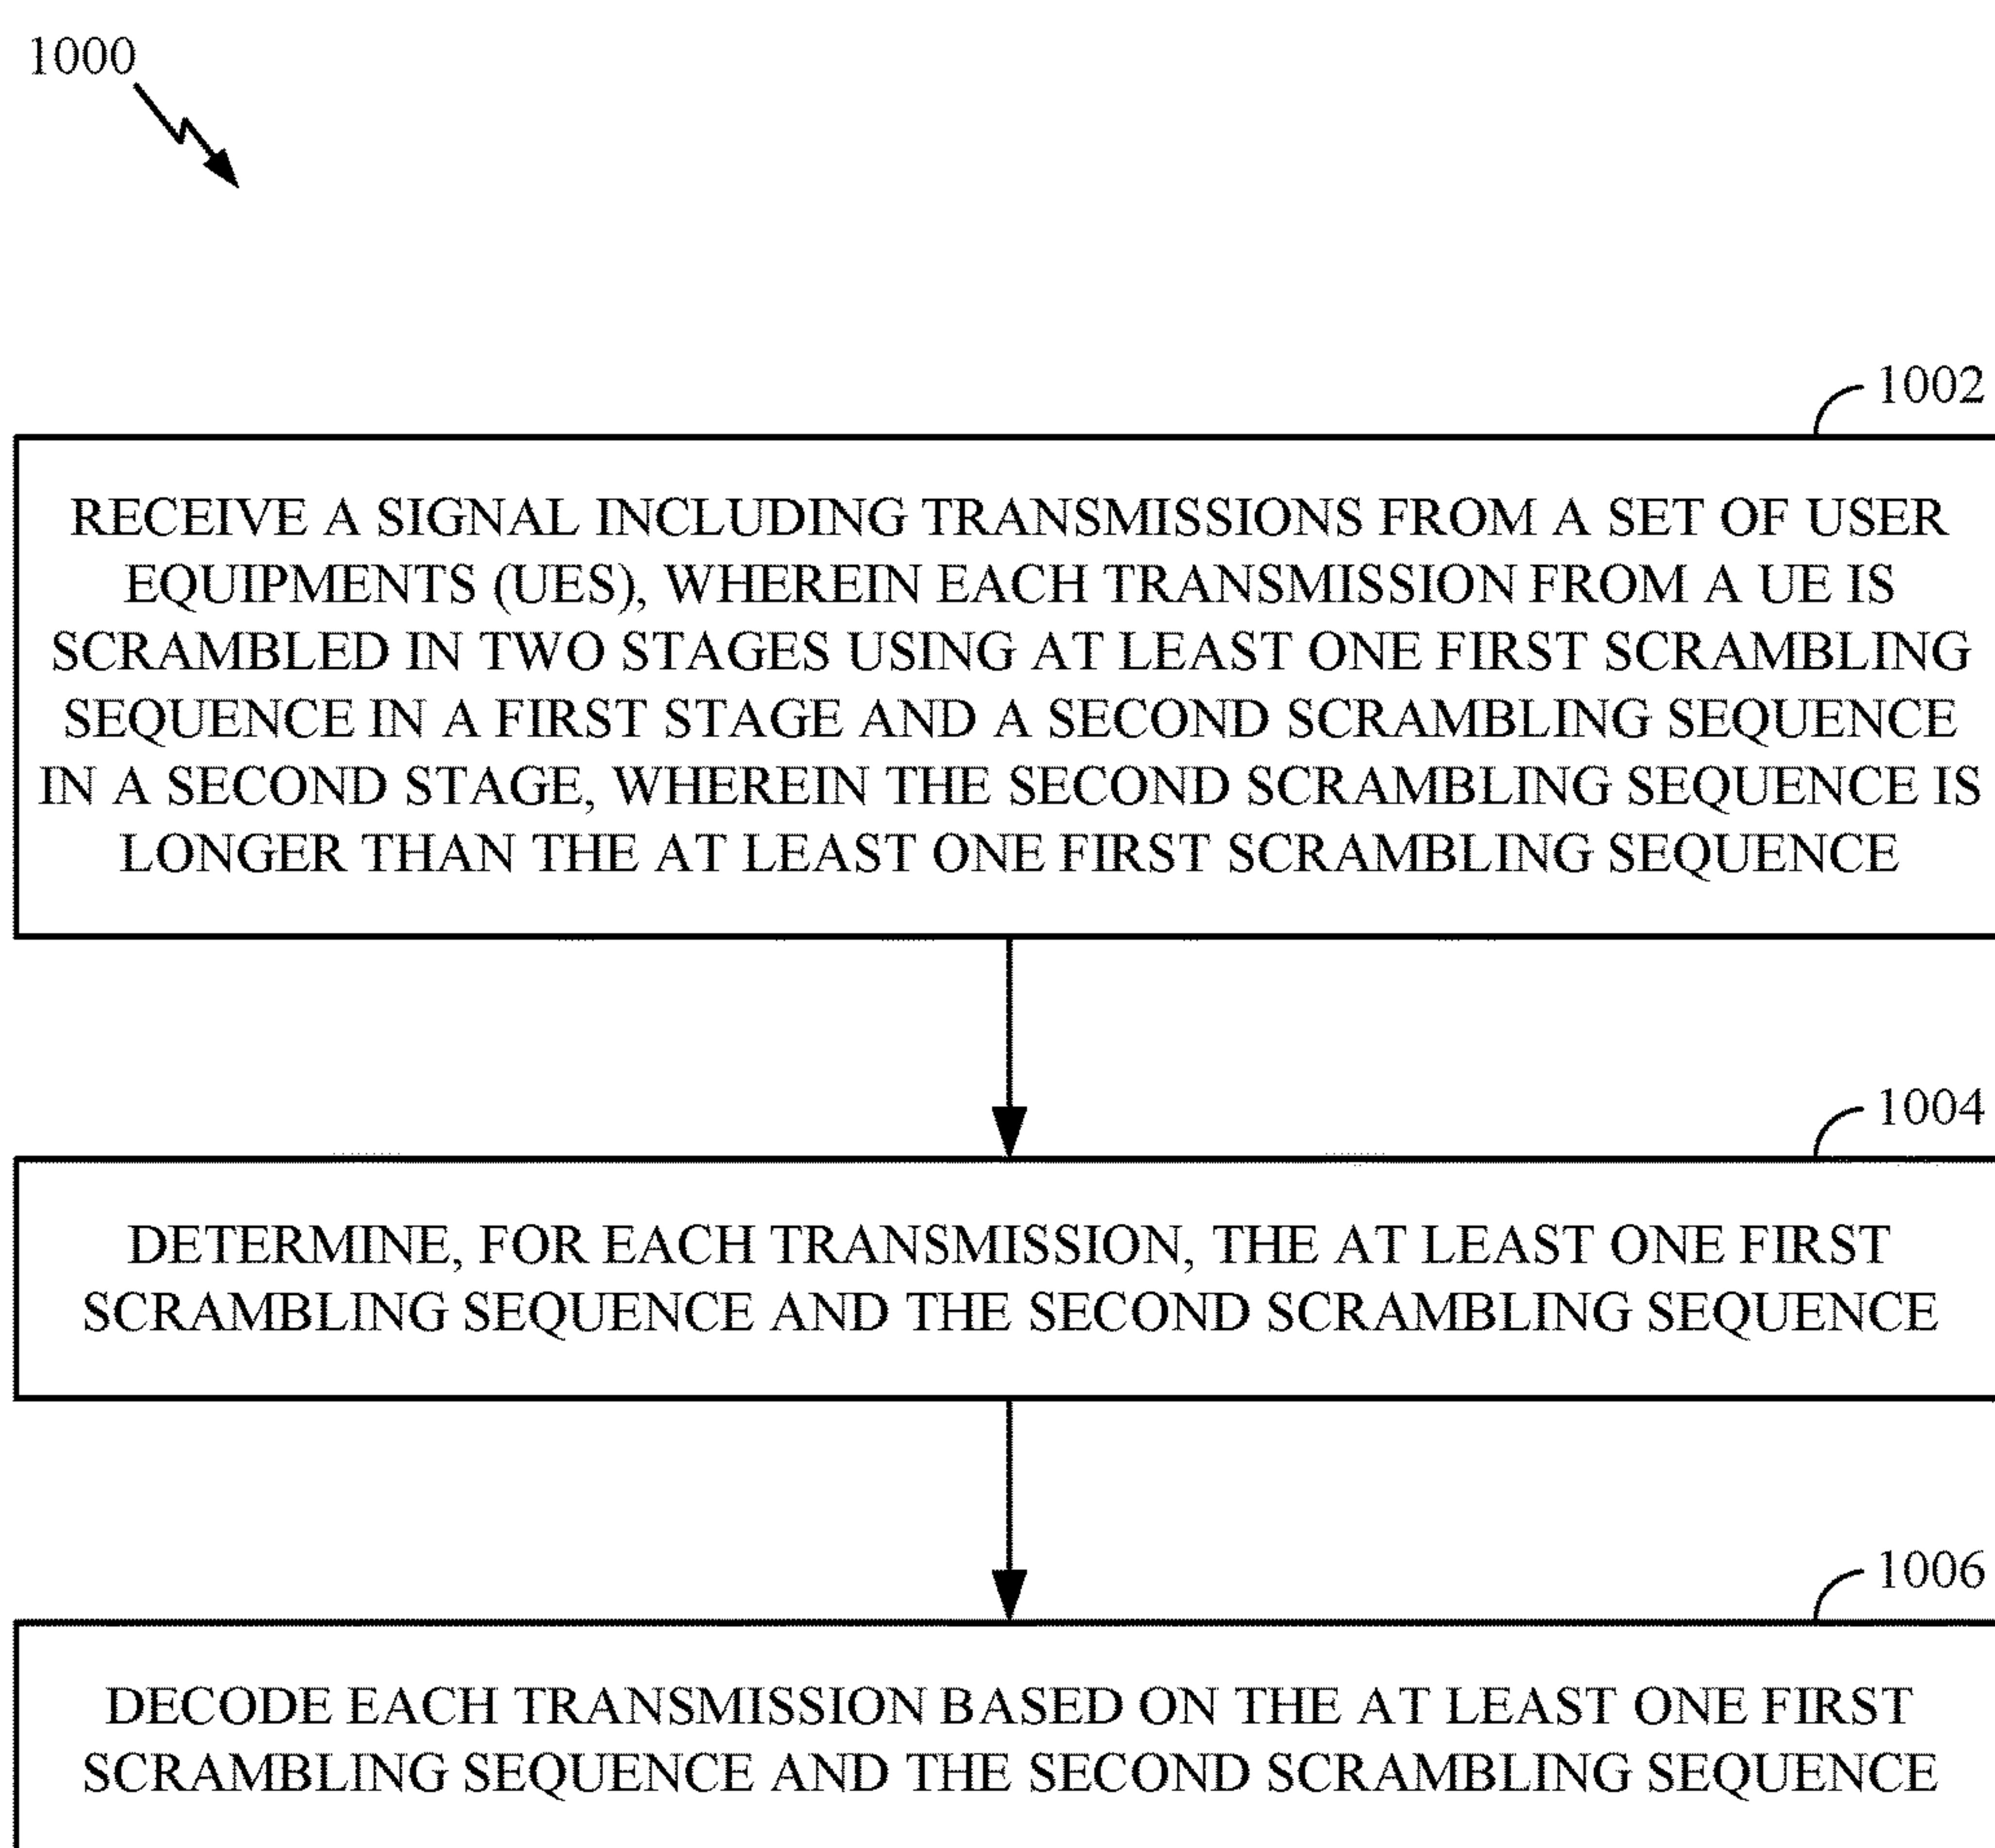 1000
1002
RECEIVE A SIGNAL INCLUDING TRANSMISSIONS FROM A SET OF USER
EQUIPMENTS (UES), WHEREIN EACH TRANSMISSION FROM A UE IS
SCRAMBLED IN TWO STAGES USING AT LEAST ONE FIRST SCRAMBLING
SEQUENCE IN A FIRST STAGE AND A SECOND SCRAMBLING SEQUENCE
IN A SECOND STAGE, WHEREIN THE SECOND SCRAMBLING SEQUENCE IS
LONGER THAN THE AT LEAST ONE FIRST SCRAMBLING SEQUENCE
1004
DETERMINE, FOR EACH TRANSMISSION, THE AT LEAST ONE FIRST
SCRAMBLING SEQUENCE AND THE SECOND SCRAMBLING SEQUENCE
1006
DECODE EACH TRANSMISSION BASED ON THE AT LEAST ONE FIRST
SCRAMBLING SEQUENCE AND THE SECOND SCRAMBLING SEQUENCE